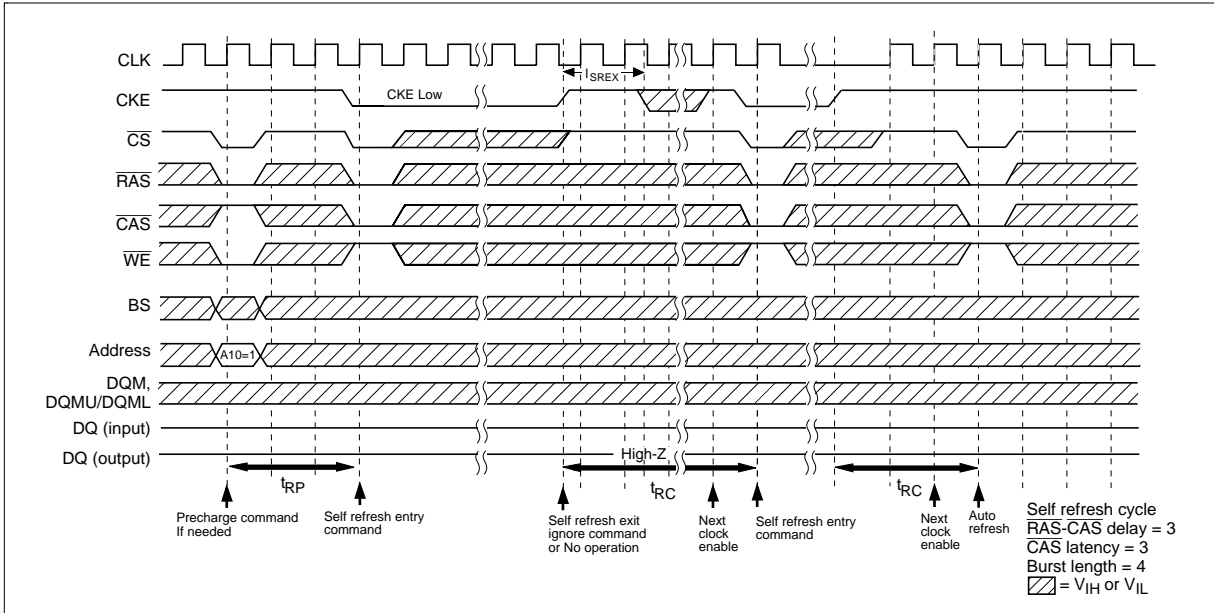 CLK
l SREX
CKE
CKE Low
CS
RAS
CAS
WE
BS
Address
A10=1
DQM,
DQMU/DQML
DQ (input)
DQ (output)
High-Z
tRP
tRC
tRC
Precharge command
If needed
Self refresh entry
command
Self refresh exit
ignore command
or No operation
Next
clock
enable
Self refresh entry
command
Next
clock
enable
Auto
refresh
Self refresh cycle
RAS-CAS delay = 3
CAS latency = 3
Burst length = 4
= VIH or VIL